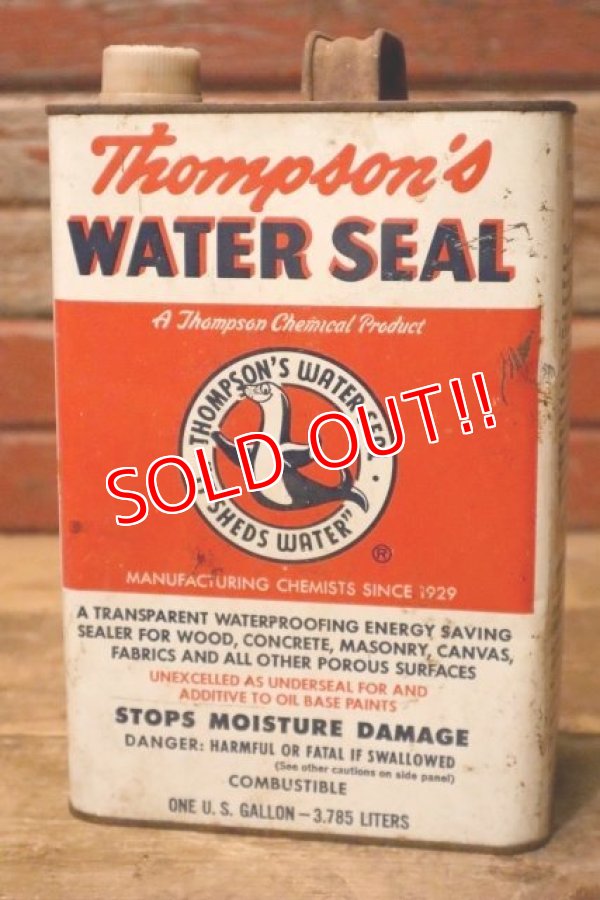 Thompson's
WATER SEAL
A Thompson Chemical Product
THOMPSON'S WATER SEAL
"SHEDS WATER"
®
SOLD OUT!!
MANUFACTURING CHEMISTS SINCE 1929
A TRANSPARENT WATERPROOFING ENERGY SAVING
SEALER FOR WOOD, CONCRETE, MASONRY, CANVAS,
FABRICS AND ALL OTHER POROUS SURFACES
UNEXCELLED AS UNDERSEAL FOR AND
ADDITIVE TO OIL BASE PAINTS
STOPS MOISTURE DAMAGE
DANGER: HARMFUL OR FATAL IF SWALLOWED
(See other cautions on side panel)
COMBUSTIBLE
ONE U. S. GALLON—3.785 LITERS